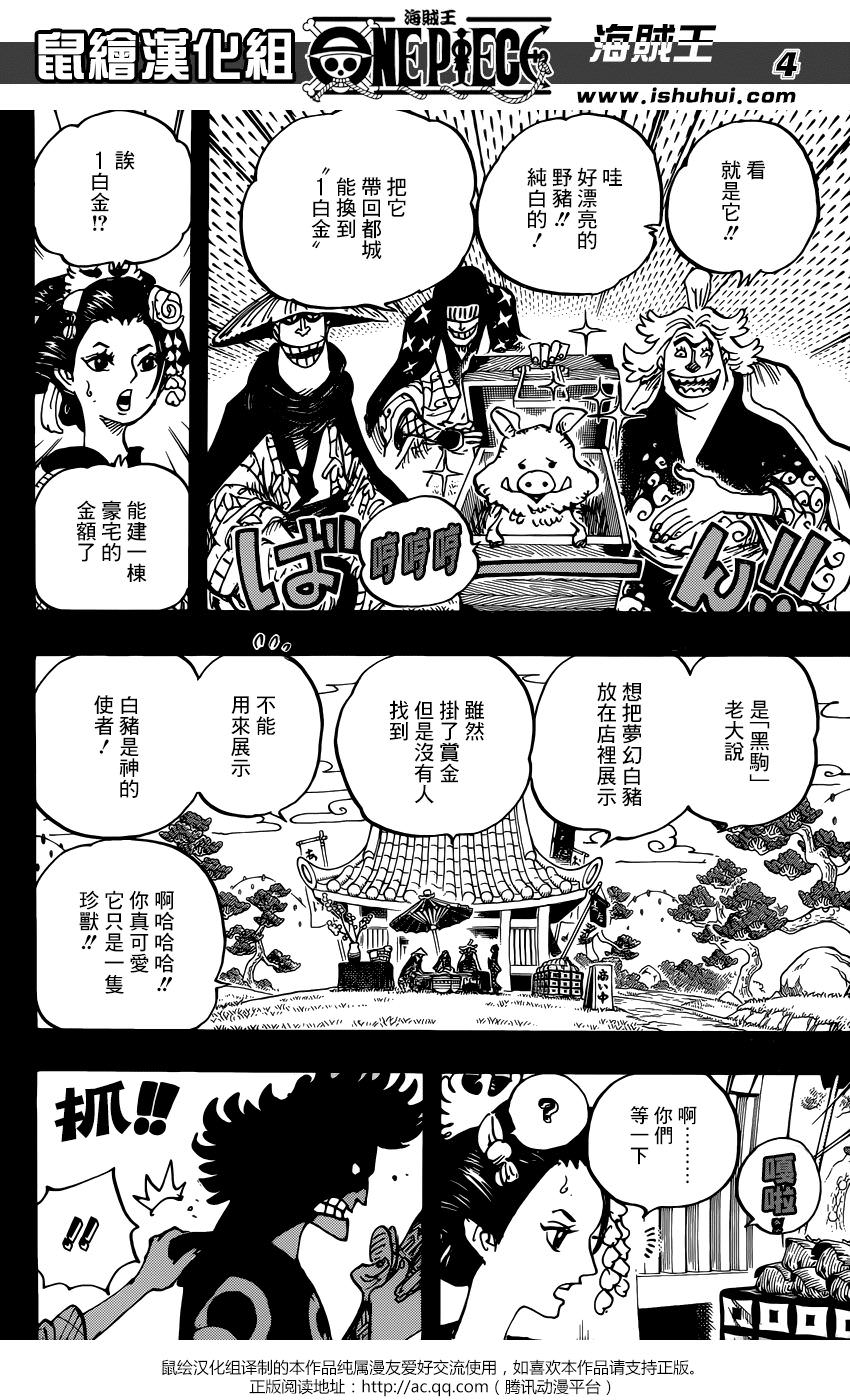 鼠繪漢化組
海賊王
ONE PIECE
海賊王
4
www.ishuhui.com
看
就是它!!
哇
好漂亮的
野豬!!
純白的!
把它
帶回都城
能換到
〝1白金〞
誒
1白金!?
能建一棟
豪宅的
金額了
ば
哼哼哼
ーん!!
是「黑駒」
老大說
想把夢幻白豬
放在店裡展示
雖然
掛了賞金
但是沒有人
找到
不能
用來展示
白豬是神的
使者!
啊哈哈哈!!
你真可愛
它只是一隻
珍獸!!
嘎啦
啊……
你們
等一下
?
抓!!
!!
鼠绘汉化组译制的本作品纯属漫友爱好交流使用，如喜欢本作品请支持正版。
正版阅读地址：http://ac.qq.com（腾讯动漫平台）